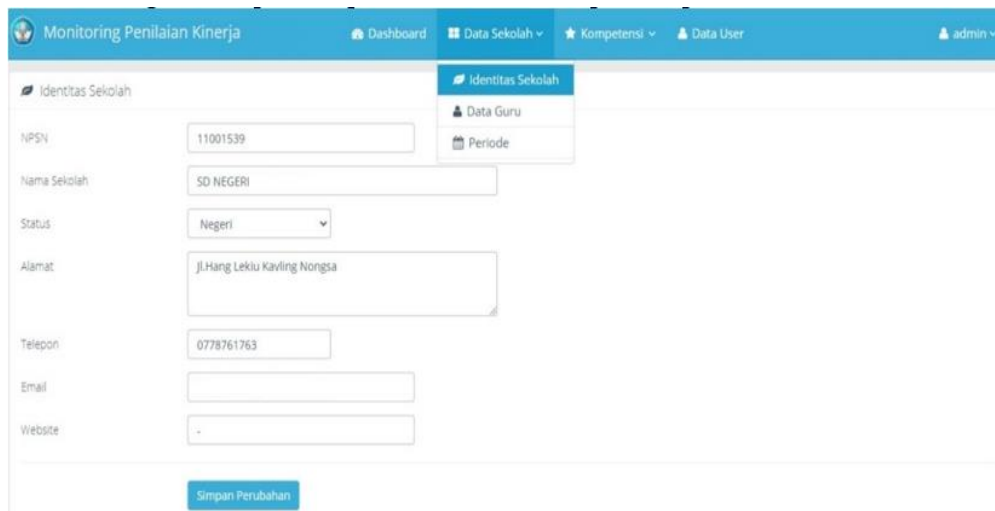 Monitoring Penilaian Kinerja Dashboard Data Sekolah Kompetensi Data User admin
Identitas Sekolah
Data Guru
Periode
Identitas Sekolah
NPSN 11001539
Nama Sekolah SD NEGERI
Status Negeri
Alamat Jl.Hang Lekiu Kavling Nongsa
Telepon 0778761763
Email
Website -
Simpan Perubahan